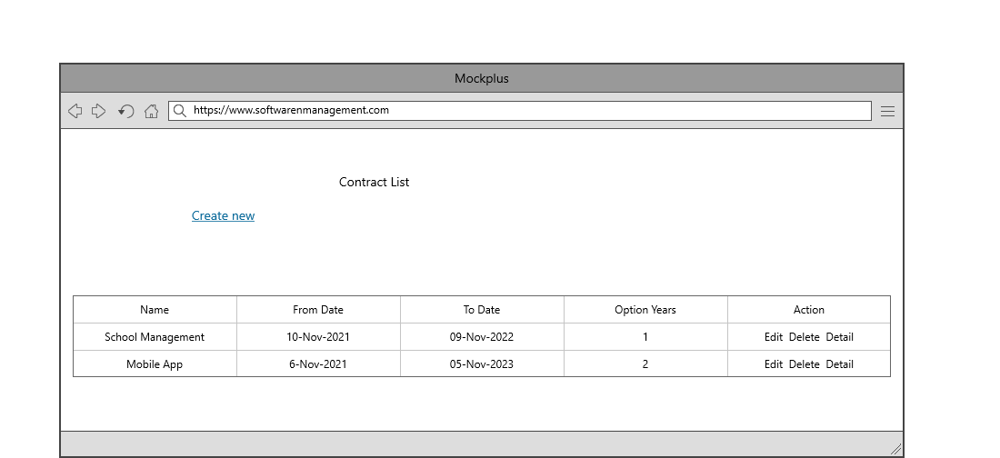 Mockplus
https://www.softwarenmanagement.com
Contract List
Create new
Name From Date To Date Option Years Action
School Management 10-Nov-2021 09-Nov-2022 1 Edit Delete Detail
Mobile App 6-Nov-2021 05-Nov-2023 2 Edit Delete Detail